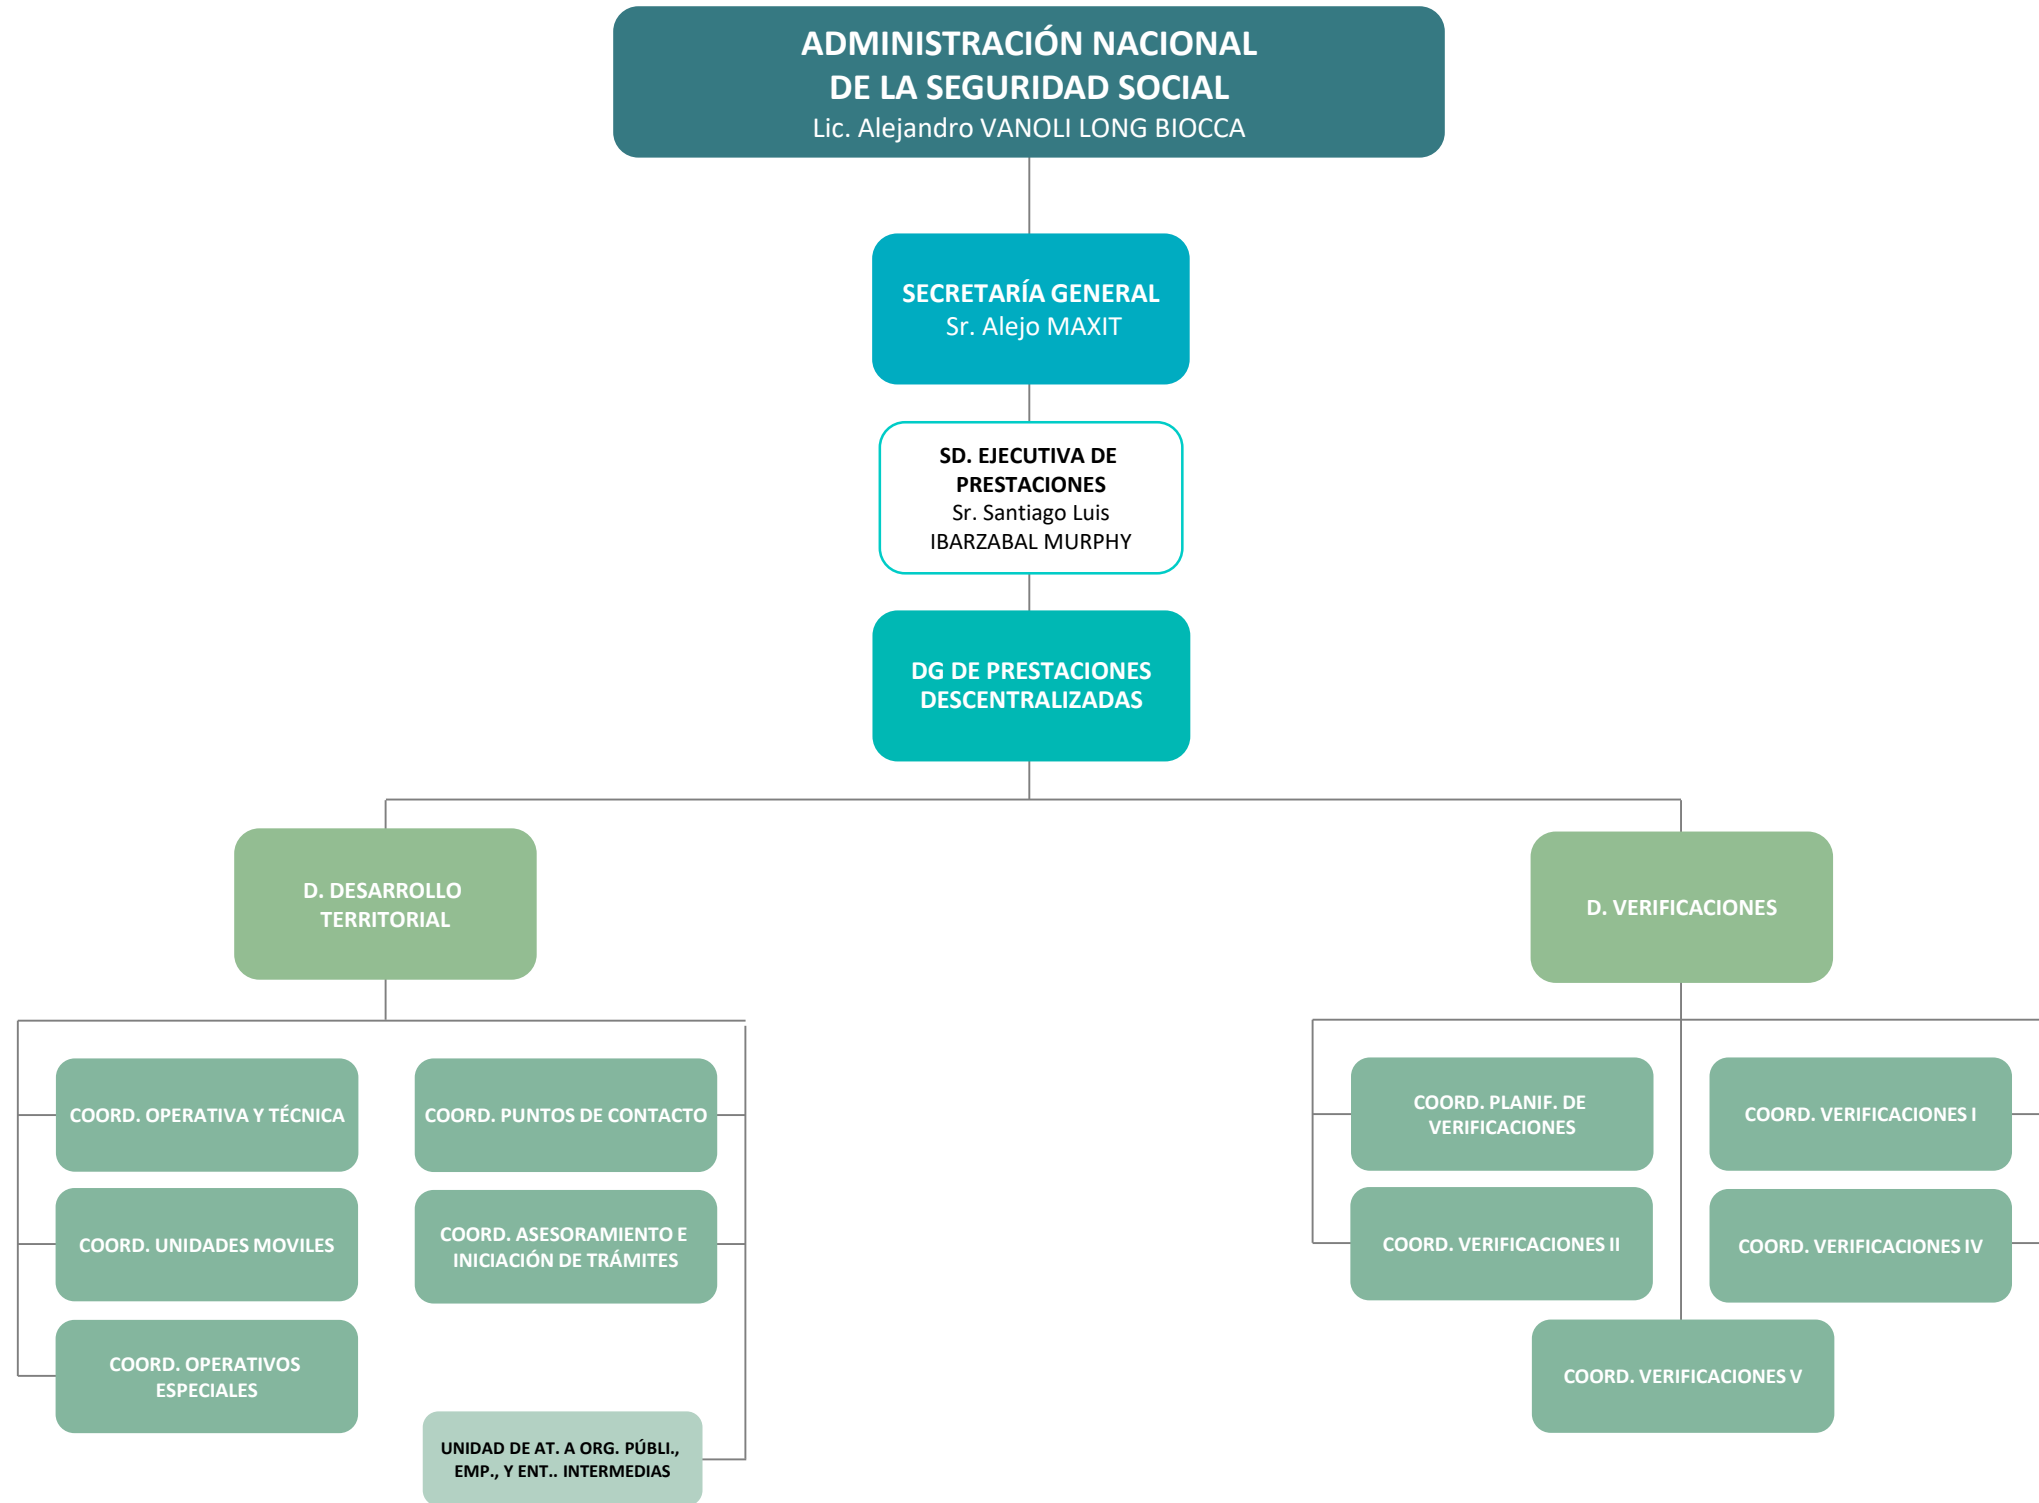 ADMINISTRACIÓN NACIONAL
DE LA SEGURIDAD SOCIAL
Lic. Alejandro VANOLI LONG BIOCCA
SECRETARÍA GENERAL
Sr. Alejo MAXIT
SD. EJECUTIVA DE
PRESTACIONES
Sr. Santiago Luis
IBARZABAL MURPHY
DG DE PRESTACIONES
DESCENTRALIZADAS
D. DESARROLLO
TERRITORIAL
COORD. OPERATIVA Y TÉCNICA
COORD. PUNTOS DE CONTACTO
COORD. UNIDADES MOVILES
COORD. ASESORAMIENTO E
INICIACIÓN DE TRÁMITES
COORD. OPERATIVOS
ESPECIALES
UNIDAD DE AT. A ORG. PÚBLI.,
EMP., Y ENT.. INTERMEDIAS
D. VERIFICACIONES
COORD. PLANIF. DE
VERIFICACIONES
COORD. VERIFICACIONES I
COORD. VERIFICACIONES II
COORD. VERIFICACIONES IV
COORD. VERIFICACIONES V